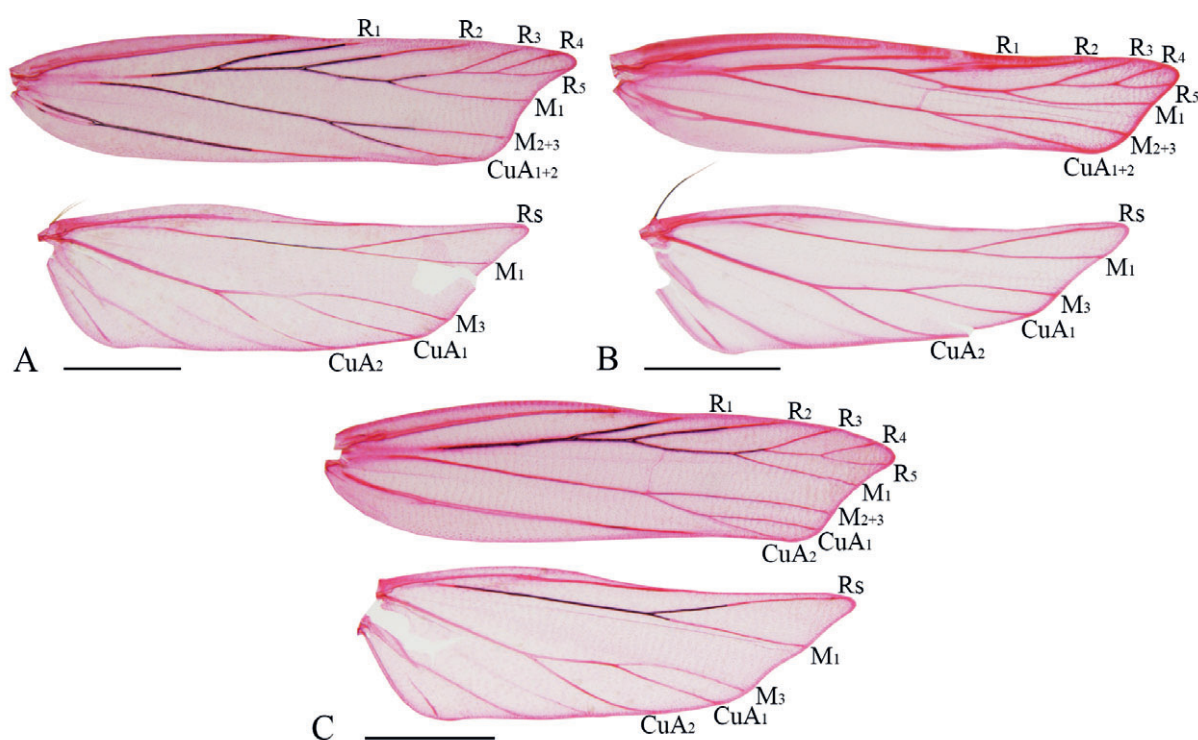 R1 R2 R3 R4
R5
M1
M2+3
CuA1+2
Rs
M1
M3
CuA1
CuA2
A
R1 R2 R3 R4
R5
M1
M2+3
CuA1+2
Rs
M1
M3
CuA1
CuA2
B
R1 R2 R3 R4
R5
M1
M2+3
CuA1
CuA2
Rs
M1
M3
CuA1
CuA2
C